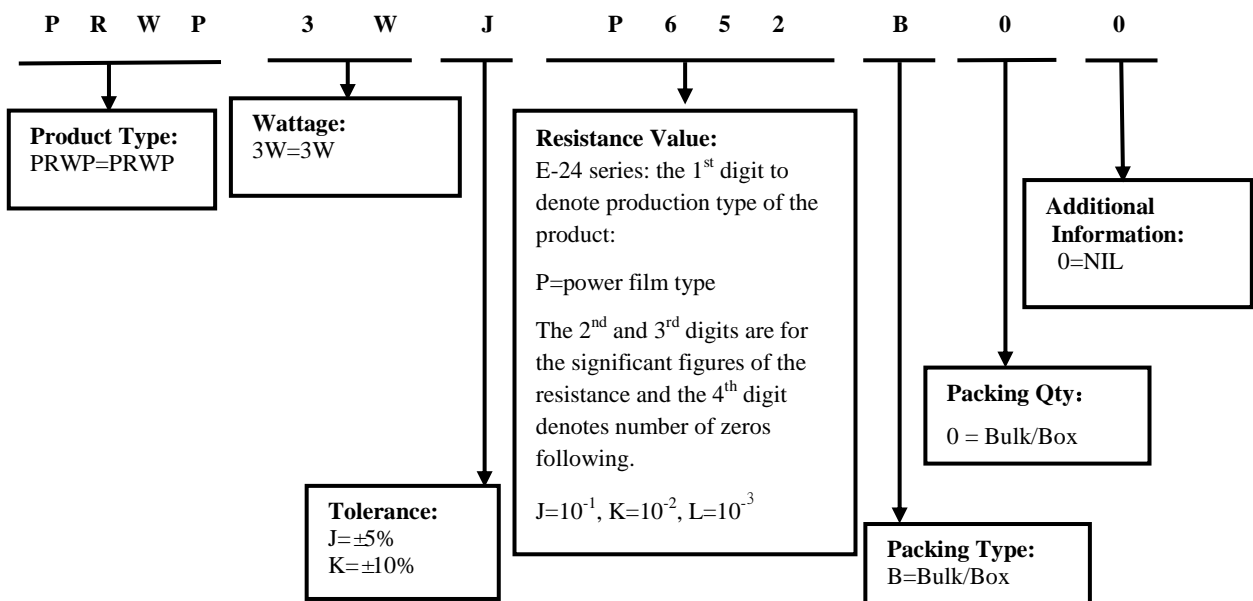 P R W P 3 W J P 6 5 2 B 0 0
Product Type:
PRWP=PRWP
Wattage:
3W=3W
Resistance Value:
E-24 series: the 1st digit to
denote production type of the
product:
P=power film type
The 2nd and 3rd digits are for
the significant figures of the
resistance and the 4th digit
denotes number of zeros
following.
J=10-1, K=10-2, L=10-3
Additional
Information:
0=NIL
Packing Qty：
0 = Bulk/Box
Tolerance:
J=±5%
K=±10%
Packing Type:
B=Bulk/Box